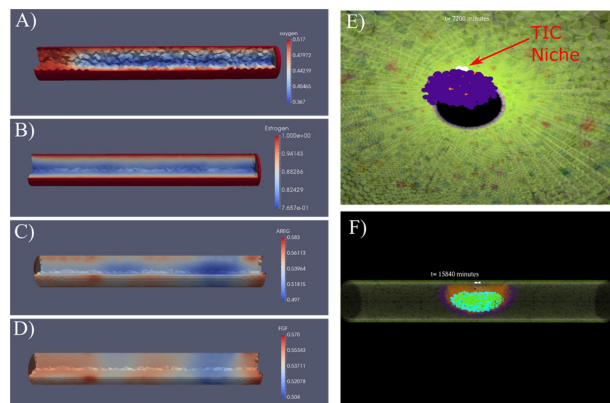 A)
oxygen
0.517
0.47972
0.44219
0.40465
0.367
B)
Estrogen
1.000e+00
0.94143
0.88286
0.82429
7.657e-01
C)
AREG
0.583
0.56113
0.53964
0.51815
0.497
D)
FGF
0.570
0.55343
0.53711
0.52078
0.504
E)
t= 7200 minutes
TIC
Niche
F)
t= 15840 minutes